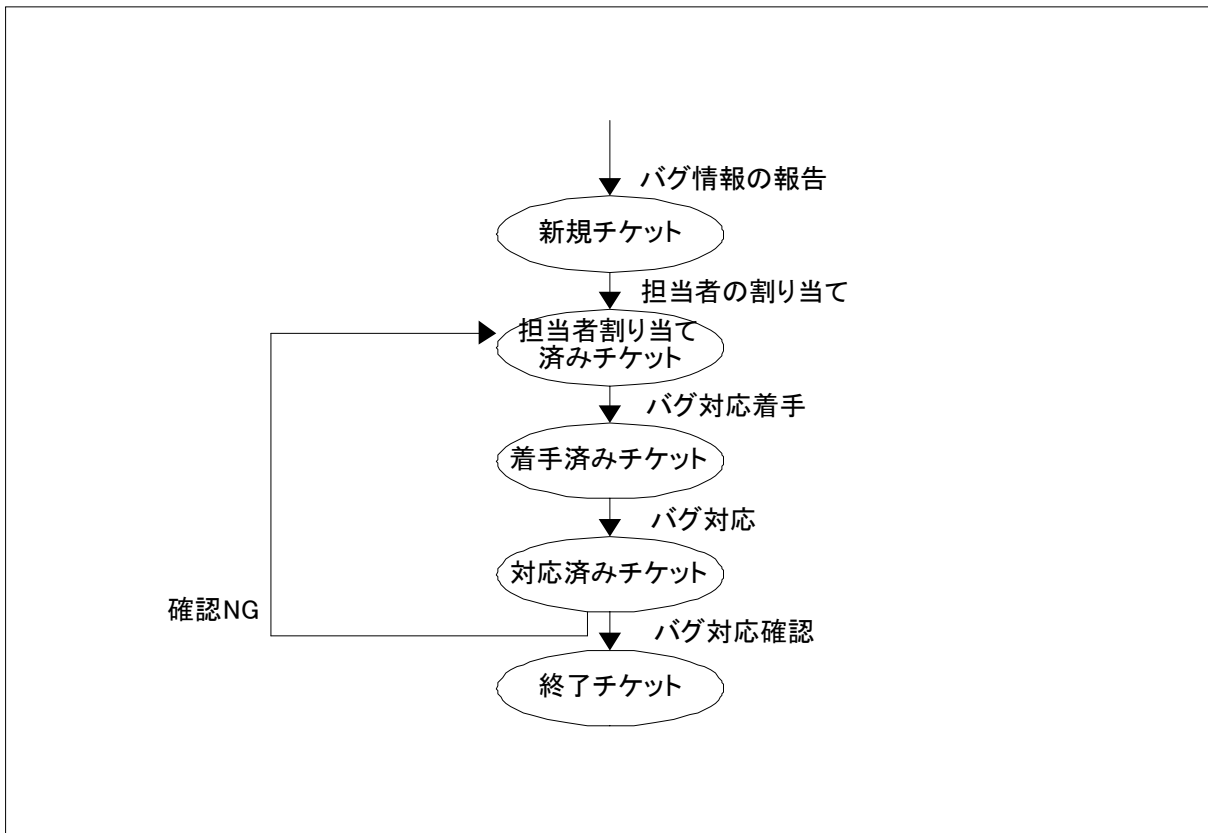 バグ情報の報告
新規チケット
担当者の割り当て
担当者割り当て
済みチケット
バグ対応着手
着手済みチケット
バグ対応
対応済みチケット
確認NG
バグ対応確認
終了チケット